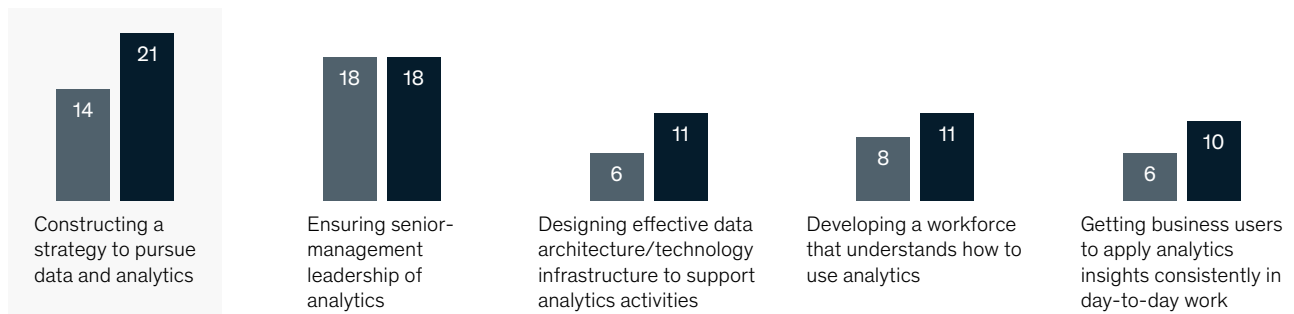 14
21
18
18
6
11
8
11
6
10
Constructing a
strategy to pursue
data and analytics
Ensuring senior-
management
leadership of
analytics
Designing effective data
architecture/technology
infrastructure to support
analytics activities
Developing a workforce
that understands how to
use analytics
Getting business users
to apply analytics
insights consistently in
day-to-day work